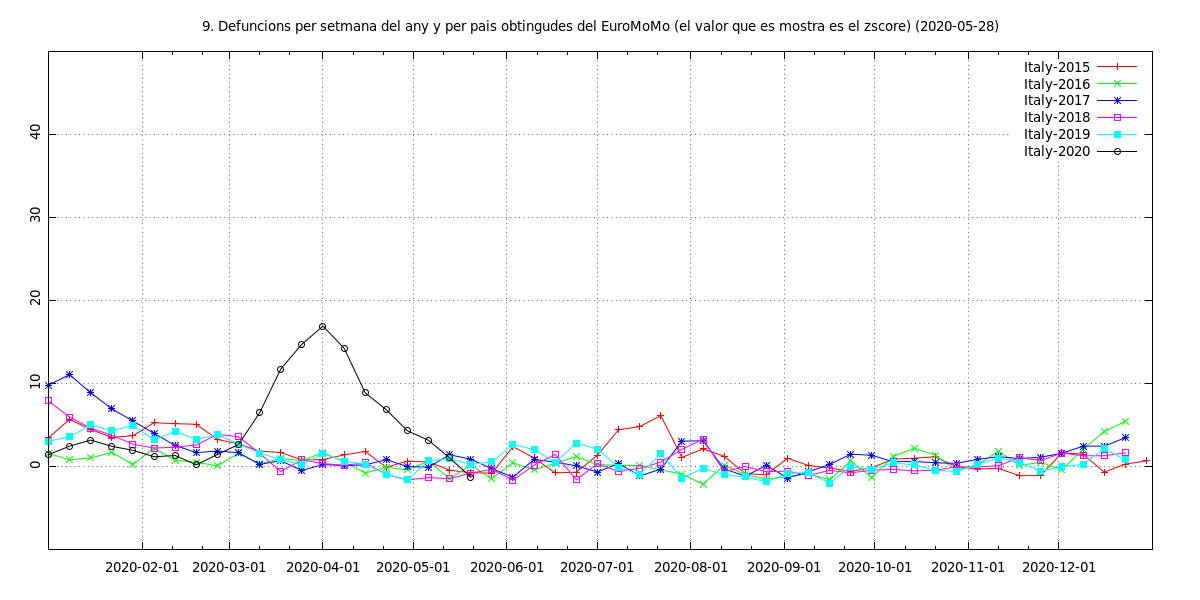 9. Defuncions per setmana del any y per pais obtingudes del EuroMoMo (el valor que es mostra es el zscore) (2020-05-28)
Italy-2015
Italy-2016
Italy-2017
Italy-2018
Italy-2019
Italy-2020
40
30
20
10
0
2020-02-01 2020-03-01 2020-04-01 2020-05-01 2020-06-01 2020-07-01 2020-08-01 2020-09-01 2020-10-01 2020-11-01 2020-12-01